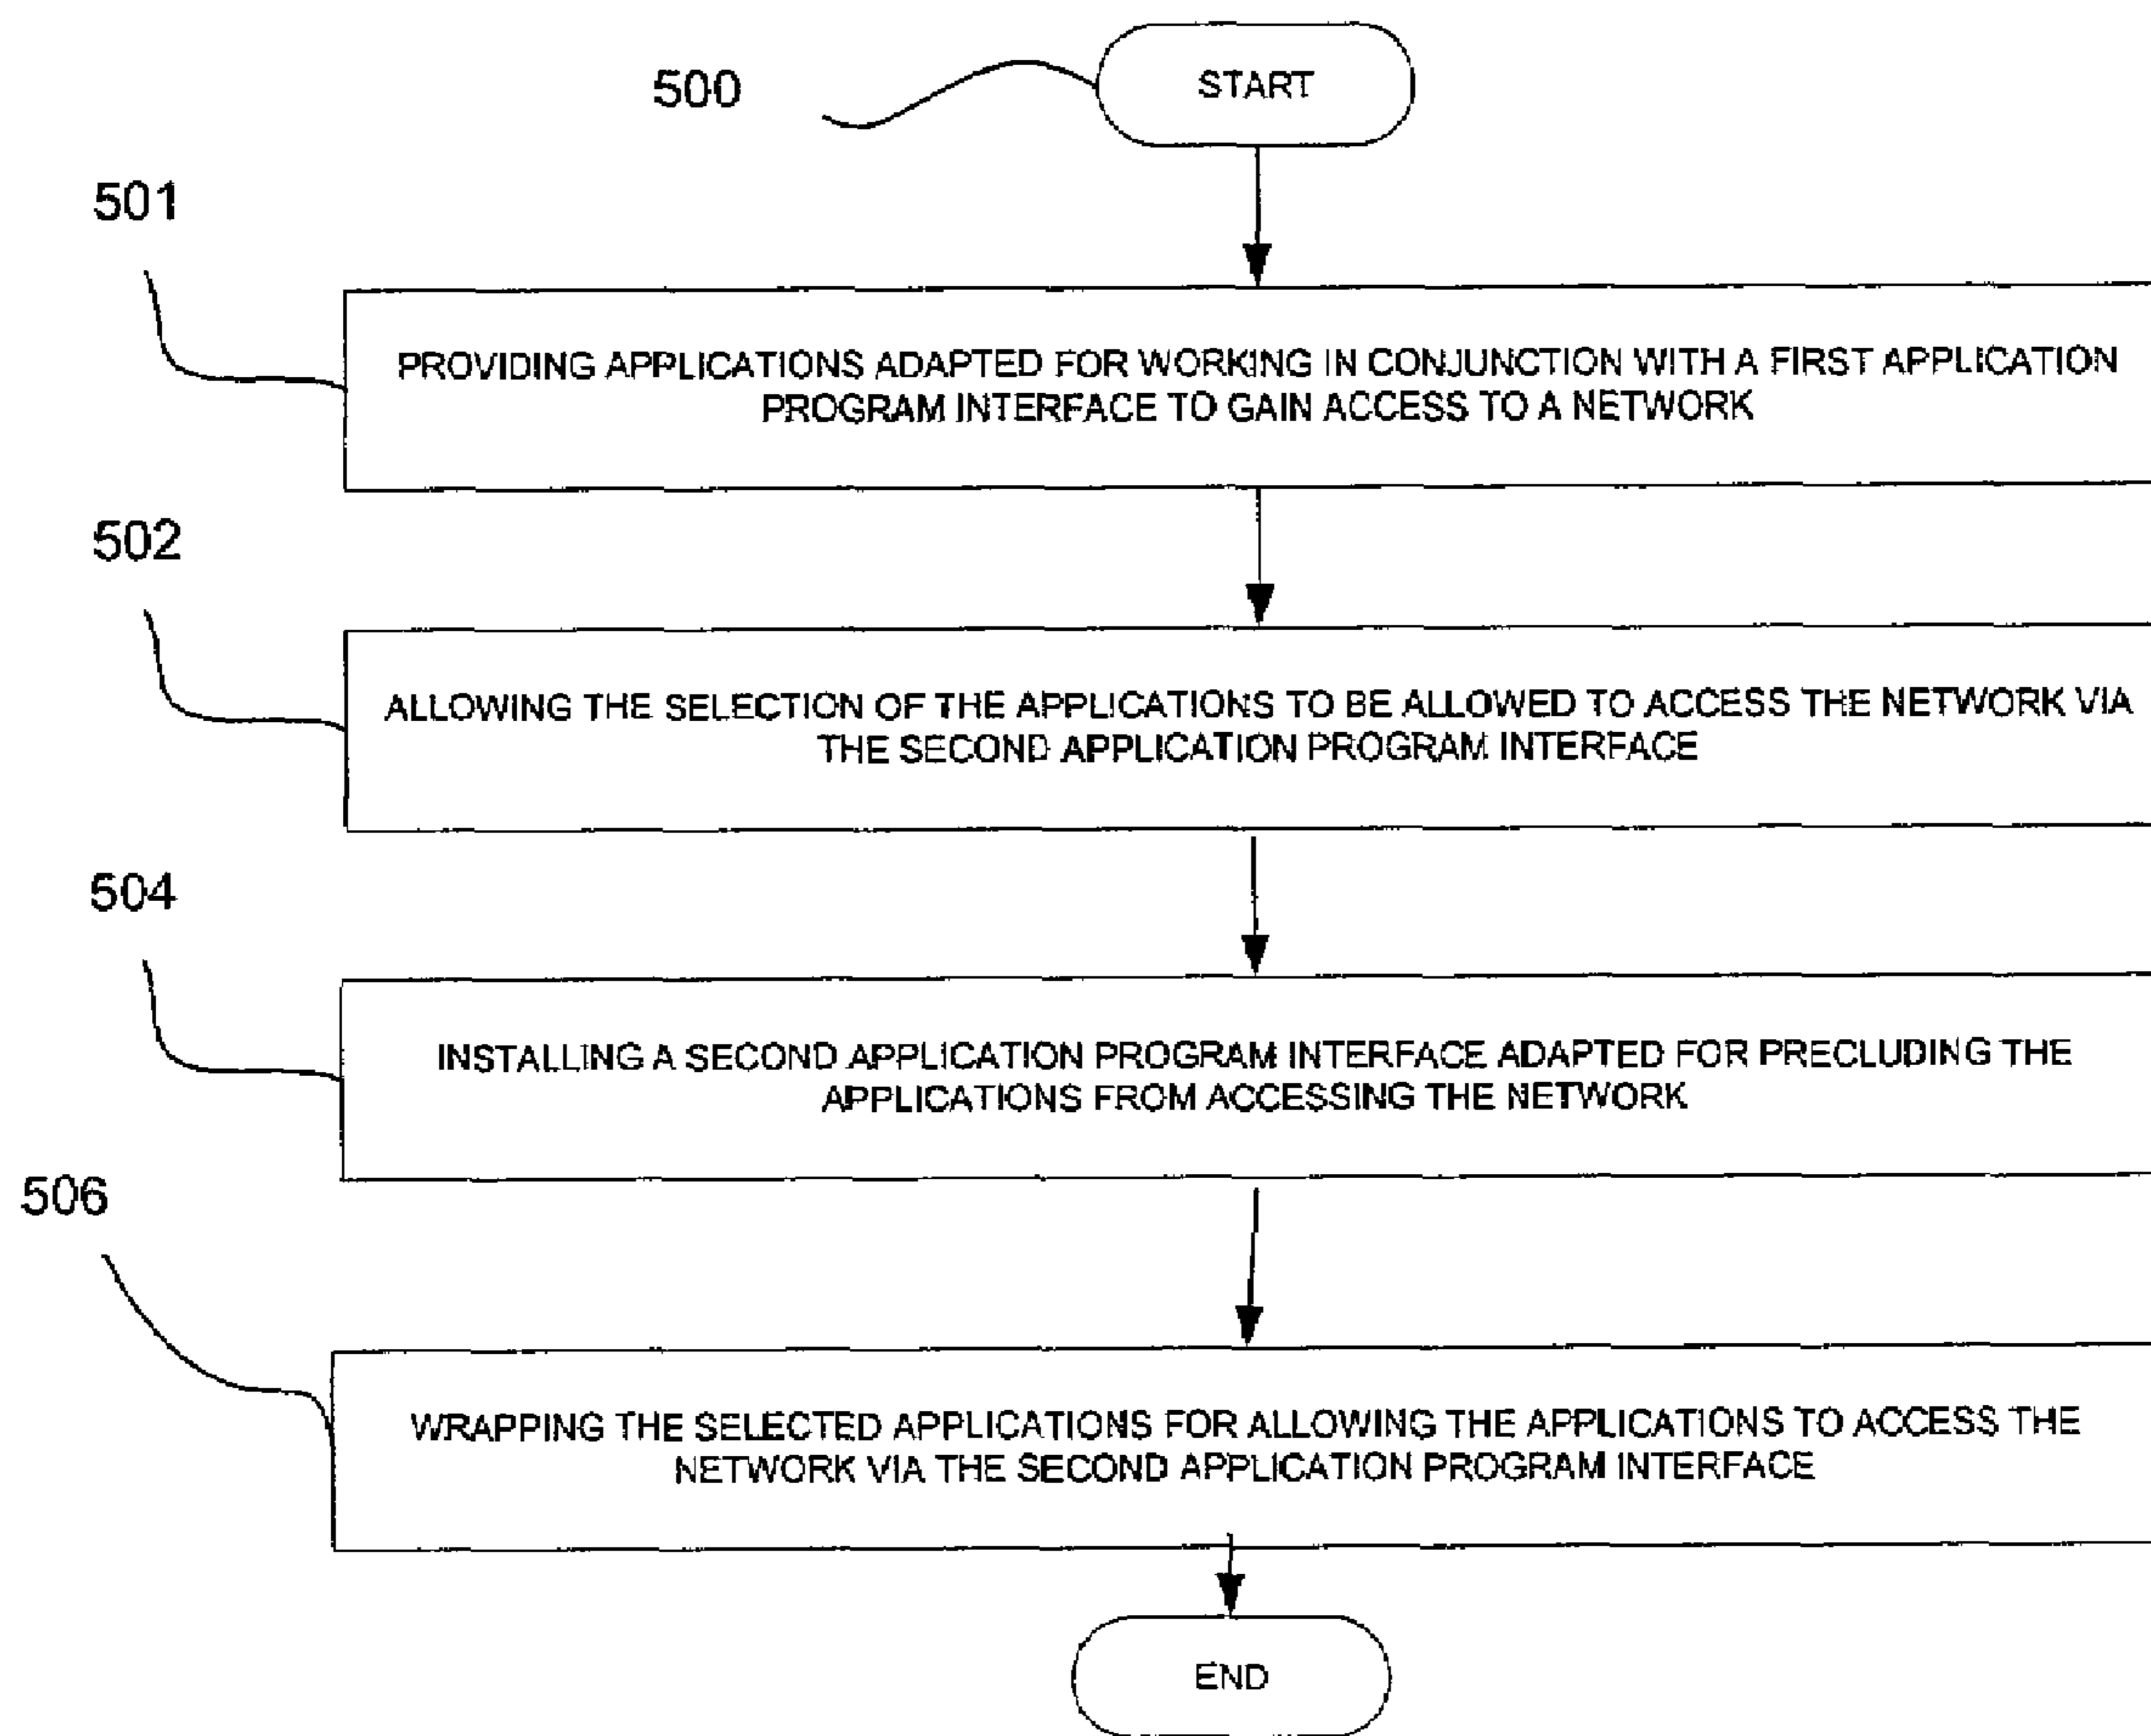 500
START
501
PROVIDING APPLICATIONS ADAPTED FOR WORKING IN CONJUNCTION WITH A FIRST APPLICATION
PROGRAM INTERFACE TO GAIN ACCESS TO A NETWORK
502
ALLOWING THE SELECTION OF THE APPLICATIONS TO BE ALLOWED TO ACCESS THE NETWORK VIA
THE SECOND APPLICATION PROGRAM INTERFACE
504
INSTALLING A SECOND APPLICATION PROGRAM INTERFACE ADAPTED FOR PRECLUDING THE
APPLICATIONS FROM ACCESSING THE NETWORK
506
WRAPPING THE SELECTED APPLICATIONS FOR ALLOWING THE APPLICATIONS TO ACCESS THE
NETWORK VIA THE SECOND APPLICATION PROGRAM INTERFACE
END